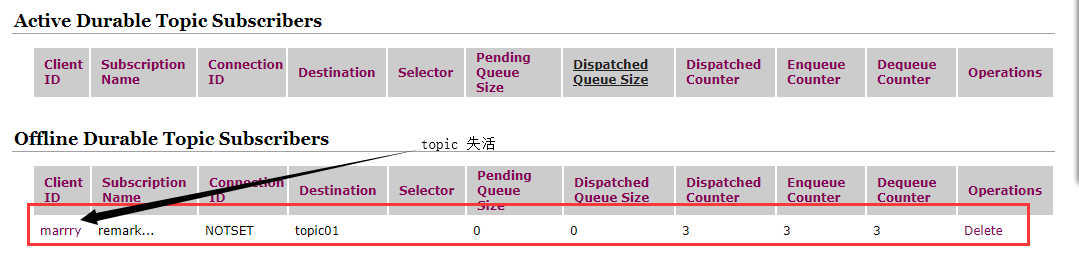 Active Durable Topic Subscribers
Client ID Subscription Name Connection ID Destination Selector Pending Queue Size Dispatched Queue Size Dispatched Counter Enqueue Counter Dequeue Counter Operations
Offline Durable Topic Subscribers
topic 失活
Client ID Subscription Name Connection ID Destination Selector Pending Queue Size Dispatched Queue Size Dispatched Counter Enqueue Counter Dequeue Counter Operations
marrry remark... NOTSET topic01 0 0 3 3 3 Delete